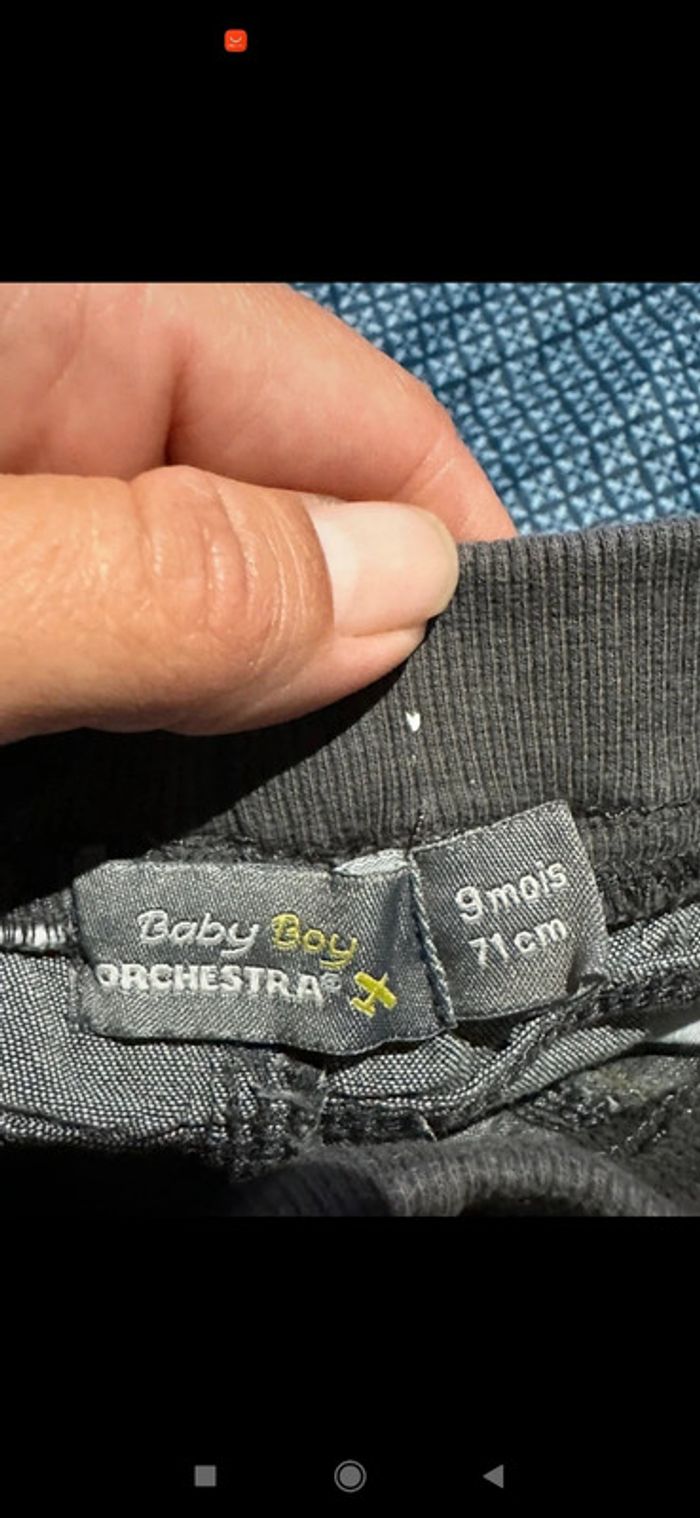 Baby Boy
ORCHESTRA®
9 mois
71 cm